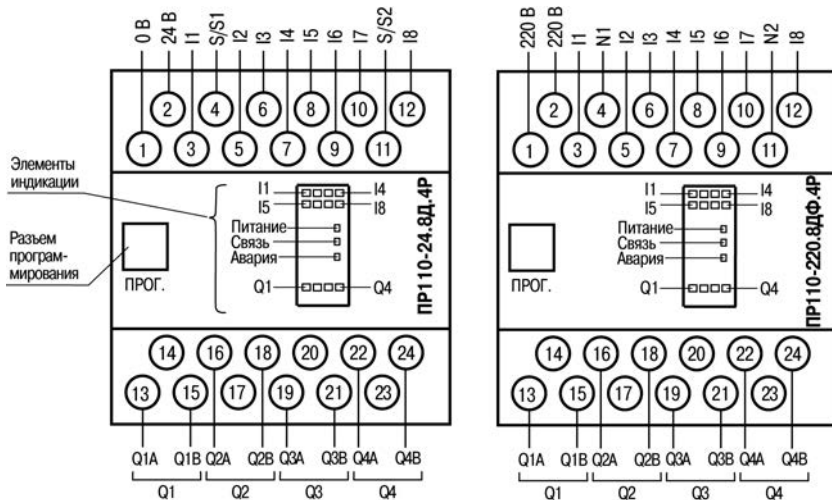 0 В 24 В I1 S/S1 I2 I3 I4 I5 I6 I7 S/S2 I8
2 4 6 8 10 12
1 3 5 7 9 11
Элементы
индикации
Разъем
програм-
мирования
ПРОГ.
I1 I4
I5 I8
Питание
Связь
Авария
Q1 Q4
ПР110-24.8Д.4Р
14 16 18 20 22 24
13 15 17 19 21 23
Q1A Q1B Q2A Q2B Q3A Q3B Q4A Q4B
Q1 Q2 Q3 Q4
220 В 220 В I1 N1 I2 I3 I4 I5 I6 I7 N2 I8
2 4 6 8 10 12
1 3 5 7 9 11
ПРОГ.
I1 I4
I5 I8
Питание
Связь
Авария
Q1 Q4
ПР110-220.8ДФ.4Р
14 16 18 20 22 24
13 15 17 19 21 23
Q1A Q1B Q2A Q2B Q3A Q3B Q4A Q4B
Q1 Q2 Q3 Q4